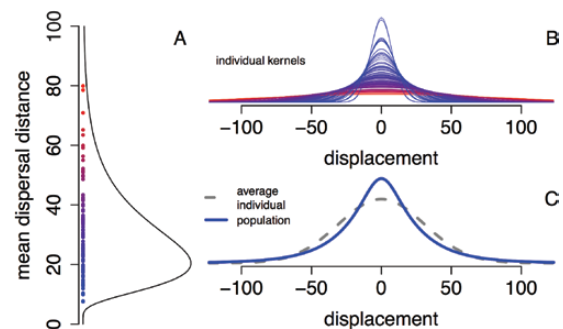 A
mean dispersal distance
0 20 40 60 80 100
B
individual kernels
−100 −50 0 50 100
displacement
C
average
individual
population
−100 −50 0 50 100
displacement